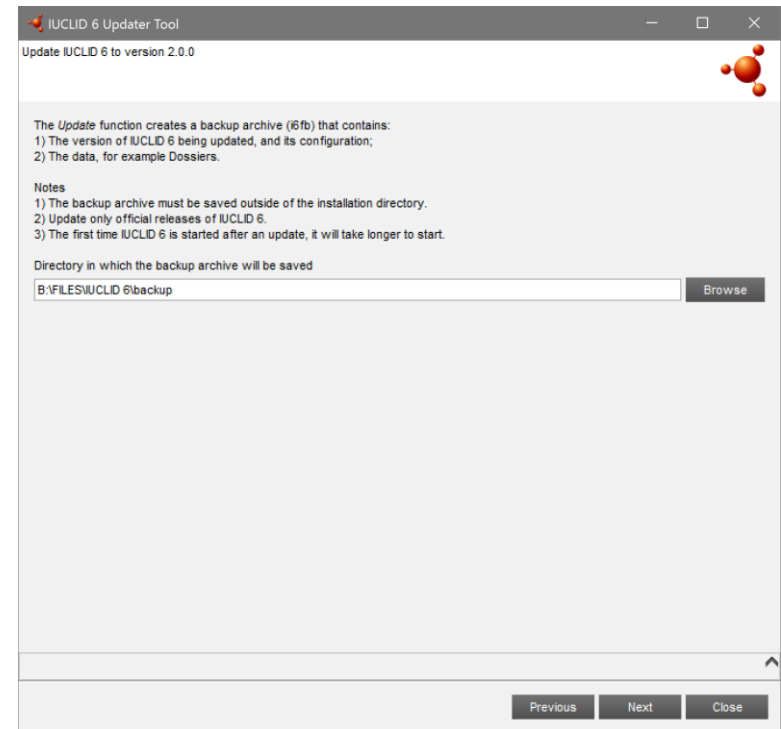 IUCLID 6 Updater Tool
Update IUCLID 6 to version 2.0.0
The Update function creates a backup archive (i6fb) that contains:
1) The version of IUCLID 6 being updated, and its configuration;
2) The data, for example Dossiers.
Notes
1) The backup archive must be saved outside of the installation directory.
2) Update only official releases of IUCLID 6.
3) The first time IUCLID 6 is started after an update, it will take longer to start.
Directory in which the backup archive will be saved
B:\FILES\IUCLID 6\backup
Browse
Previous Next Close